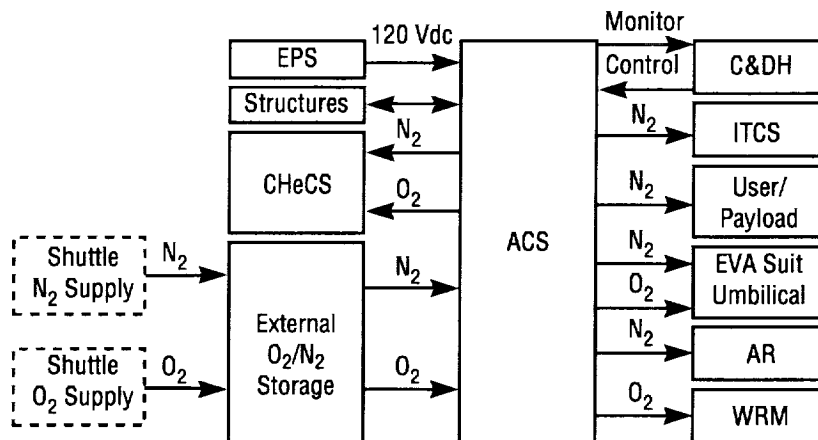 120 Vdc
Monitor
EPS
C&DH
Control
Structures
N₂
N₂
ITCS
CHeCS
O₂
N₂
User/
Payload
ACS
Shuttle
N₂ Supply
N₂
N₂
N₂
EVA Suit
Umbilical
O₂
External
O₂/N₂
Storage
Shuttle
O₂ Supply
O₂
O₂
N₂
AR
O₂
WRM